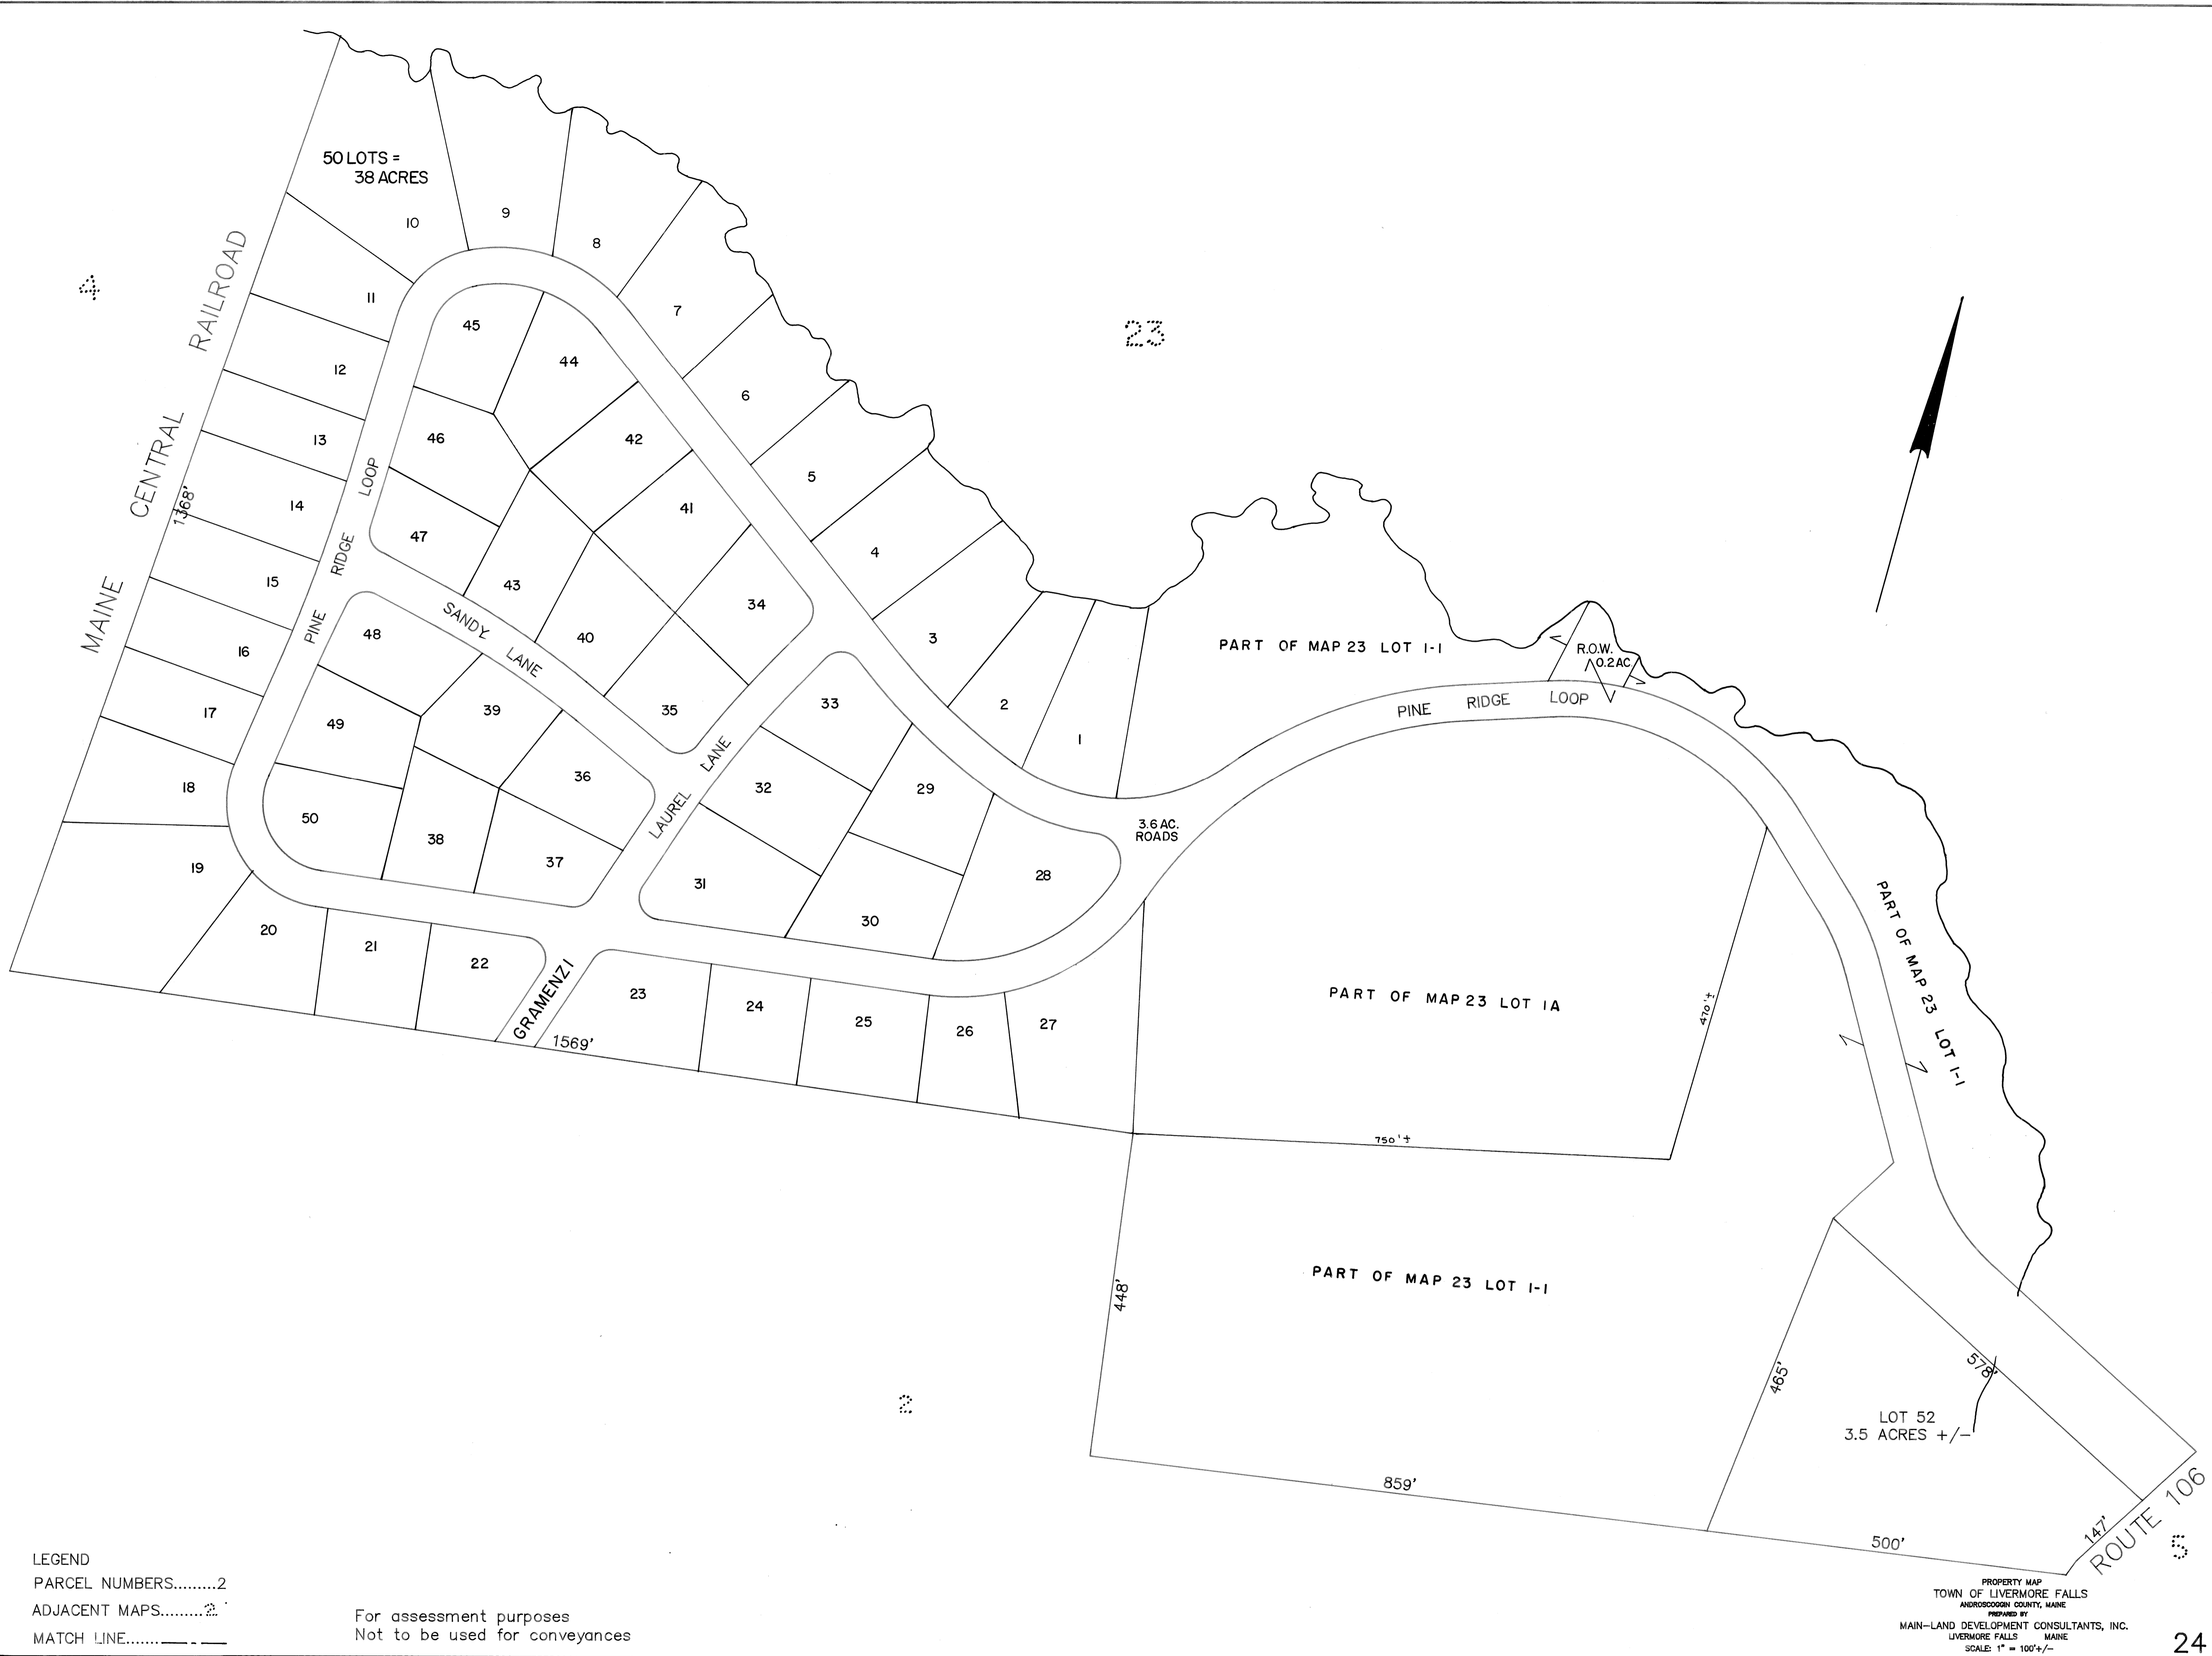 50 LOTS =
38 ACRES
10
9
8
7
6
5
4
3
2
1
11
12
13
14
15
16
17
18
19
20
21
22
23
24
25
26
27
28
29
30
31
32
33
34
35
36
37
38
39
40
41
42
43
44
45
46
47
48
49
50
4
23
2
5
MAINE CENTRAL RAILROAD
1368'
PINE RIDGE LOOP
SANDY LANE
LAUREL LANE
GRAMENZI
1569'
3.6 AC.
ROADS
PART OF MAP 23 LOT 1-1
R.O.W.
0.2 AC
PINE RIDGE LOOP
PART OF MAP 23 LOT 1-1
PART OF MAP 23 LOT 1A
470'±
750'±
PART OF MAP 23 LOT 1-1
448'
859'
465'
578'
LOT 52
3.5 ACRES +/-
500'
147'
ROUTE 106
LEGEND
PARCEL NUMBERS.........2
ADJACENT MAPS.........2
MATCH LINE.......
For assessment purposes
Not to be used for conveyances
PROPERTY MAP
TOWN OF LIVERMORE FALLS
ANDROSCOGGIN COUNTY, MAINE
PREPARED BY
MAIN-LAND DEVELOPMENT CONSULTANTS, INC.
LIVERMORE FALLS MAINE
SCALE: 1" = 100'+/-
24